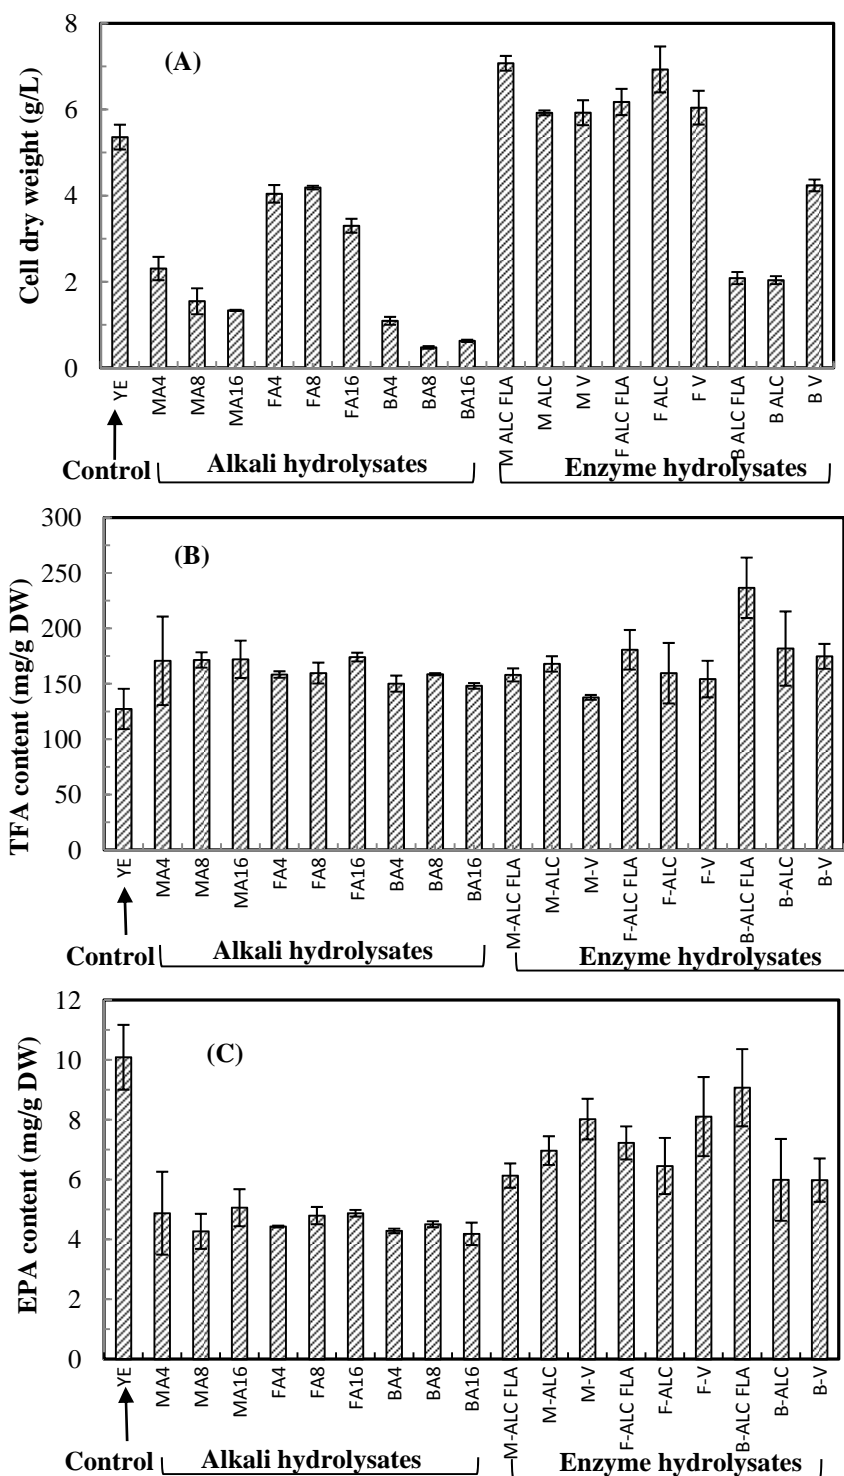 (A)
Cell dry weight (g/L)
8
6
4
2
0
YE
MA4
MA8
MA16
FA4
FA8
FA16
BA4
BA8
BA16
M ALC FLA
M ALC
M V
F ALC FLA
F ALC
F V
B ALC FLA
B ALC
B V
Control
Alkali hydrolysates
Enzyme hydrolysates
(B)
TFA content (mg/g DW)
300
250
200
150
100
50
0
YE
MA4
MA8
MA16
FA4
FA8
FA16
BA4
BA8
BA16
M-ALC FLA
M-ALC
M-V
F-ALC FLA
F-ALC
F-V
B-ALC FLA
B-ALC
B-V
Control
Alkali hydrolysates
Enzyme hydrolysates
(C)
EPA content (mg/g DW)
12
10
8
6
4
2
0
YE
MA4
MA8
MA16
FA4
FA8
FA16
BA4
BA8
BA16
M-ALC FLA
M-ALC
M-V
F-ALC FLA
F-ALC
F-V
B-ALC FLA
B-ALC
B-V
Control
Alkali hydrolysates
Enzyme hydrolysates